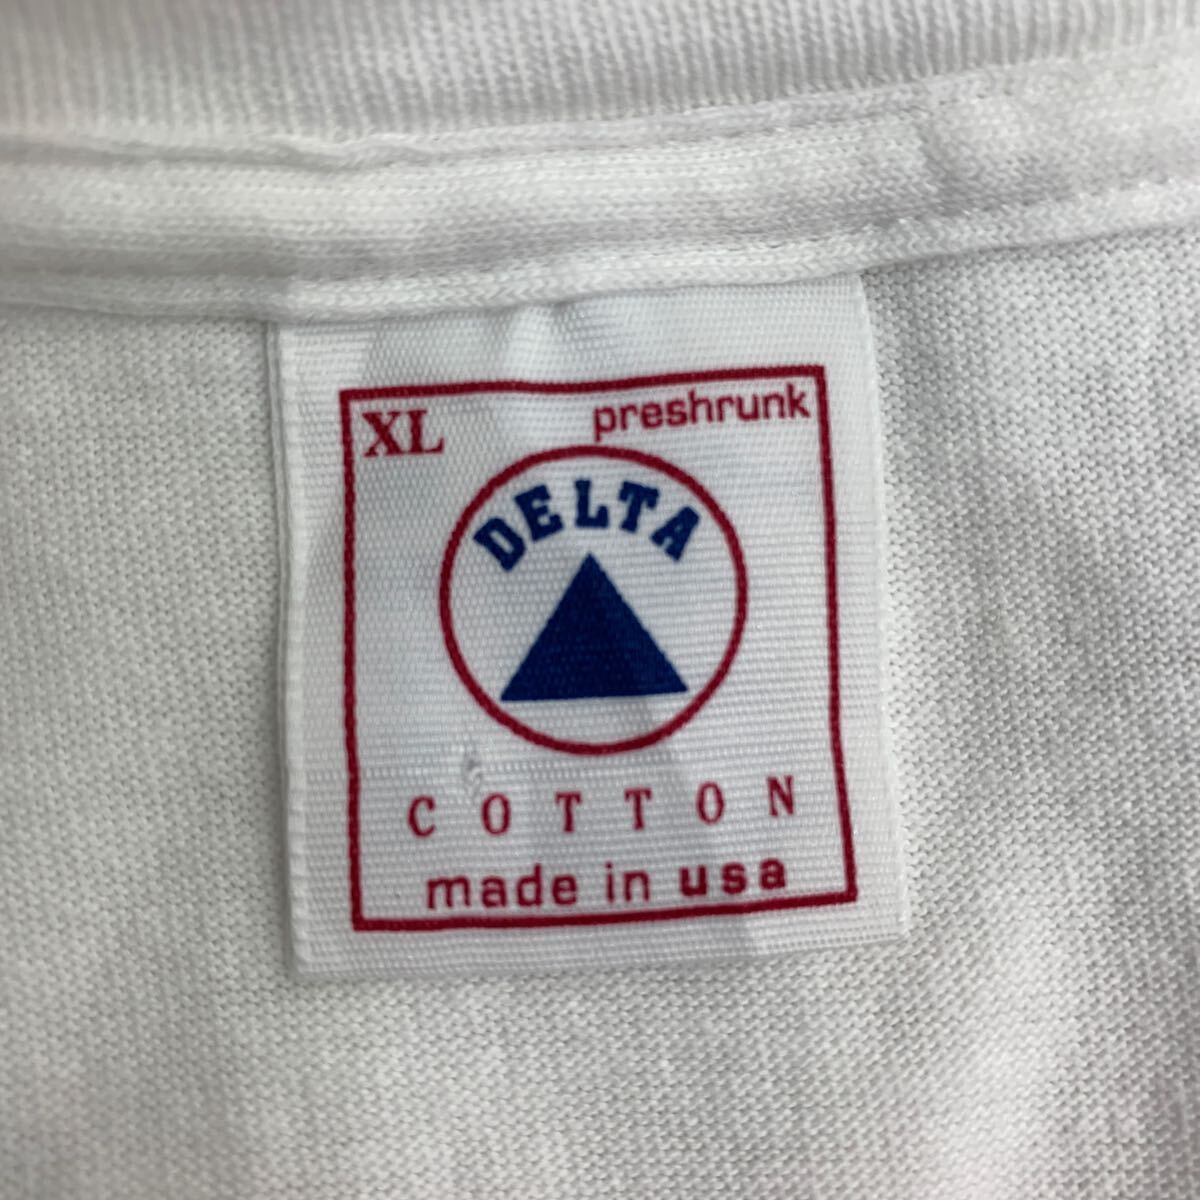 XL preshrunk
DELTA
COTTON
made in usa